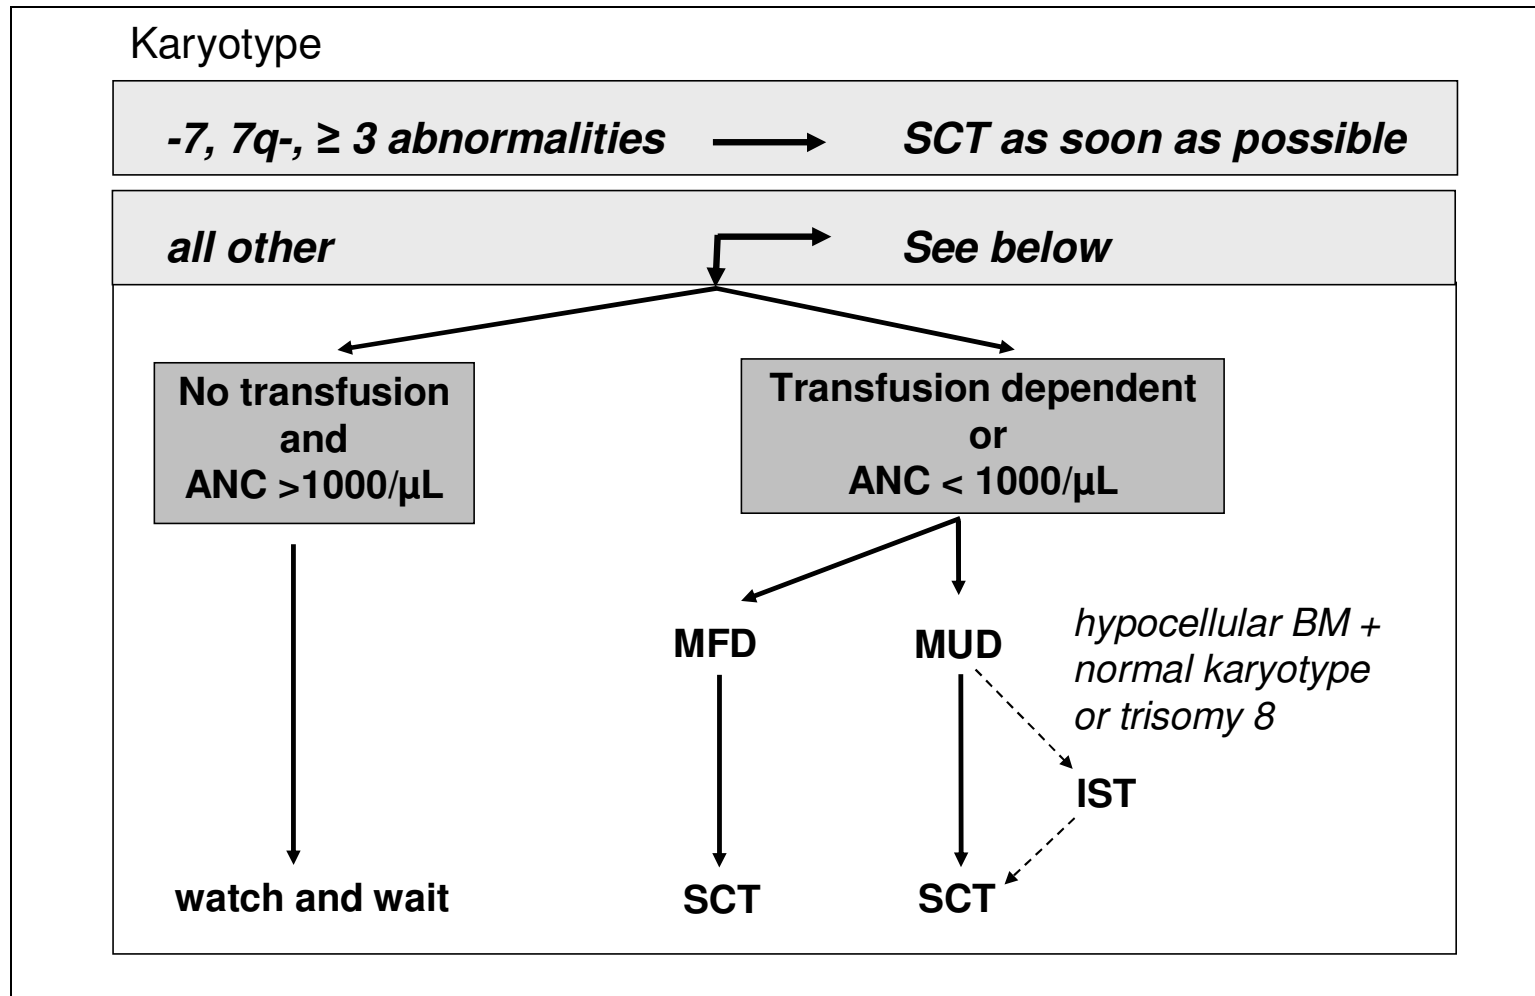 Karyotype
-7, 7q-, ≥ 3 abnormalities
SCT as soon as possible
all other
See below
No transfusion
and
ANC >1000/µL
Transfusion dependent
or
ANC < 1000/µL
MFD
MUD
hypocellular BM +
normal karyotype
or trisomy 8
IST
watch and wait
SCT
SCT